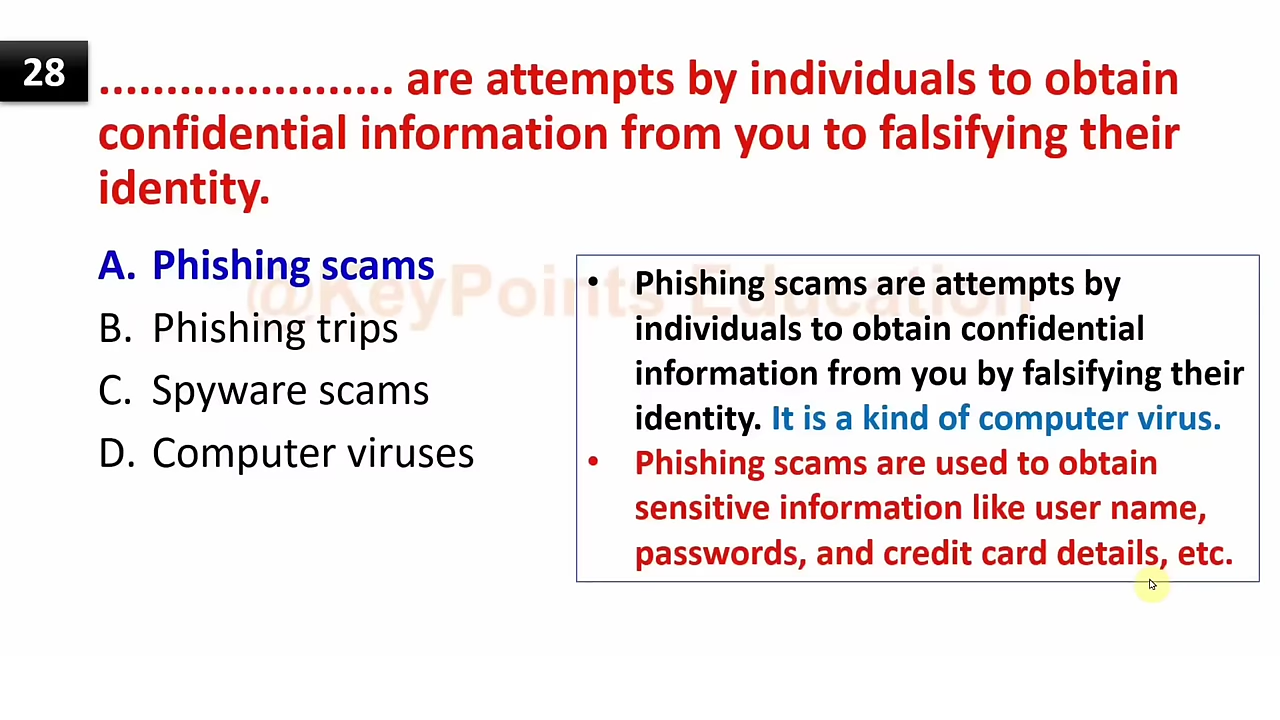 28
...................... are attempts by individuals to obtain
confidential information from you to falsifying their
identity.
A. Phishing scams
B. Phishing trips
C. Spyware scams
D. Computer viruses
@KeyPoints Education
• Phishing scams are attempts by
individuals to obtain confidential
information from you by falsifying their
identity. It is a kind of computer virus.
• Phishing scams are used to obtain
sensitive information like user name,
passwords, and credit card details, etc.